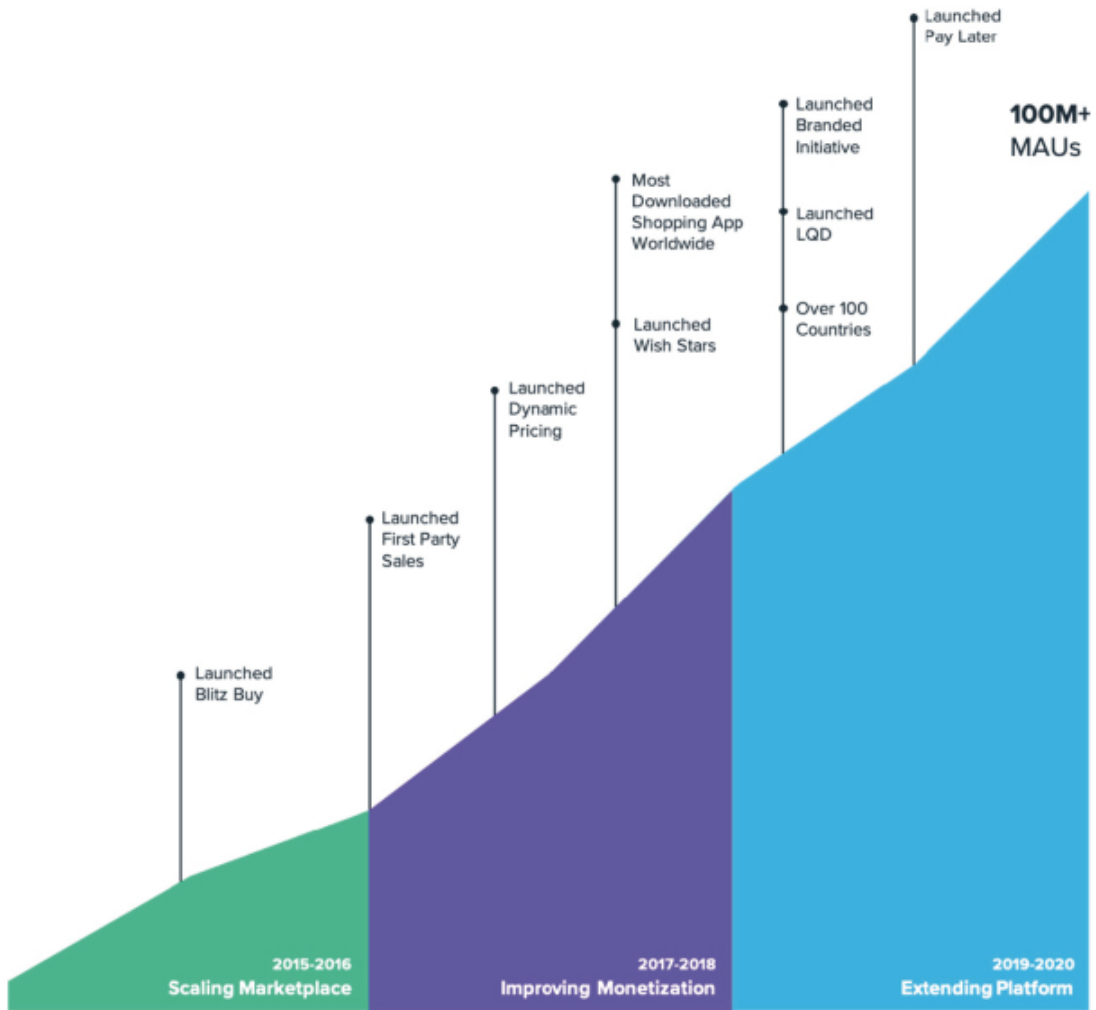 Launched
Pay Later
100M+
MAUs
Launched
Branded
Initiative
Most
Downloaded
Shopping App
Worldwide
Launched
LQD
Over 100
Countries
Launched
Wish Stars
Launched
Dynamic
Pricing
Launched
First Party
Sales
Launched
Blitz Buy
2015-2016
Scaling Marketplace
2017-2018
Improving Monetization
2019-2020
Extending Platform